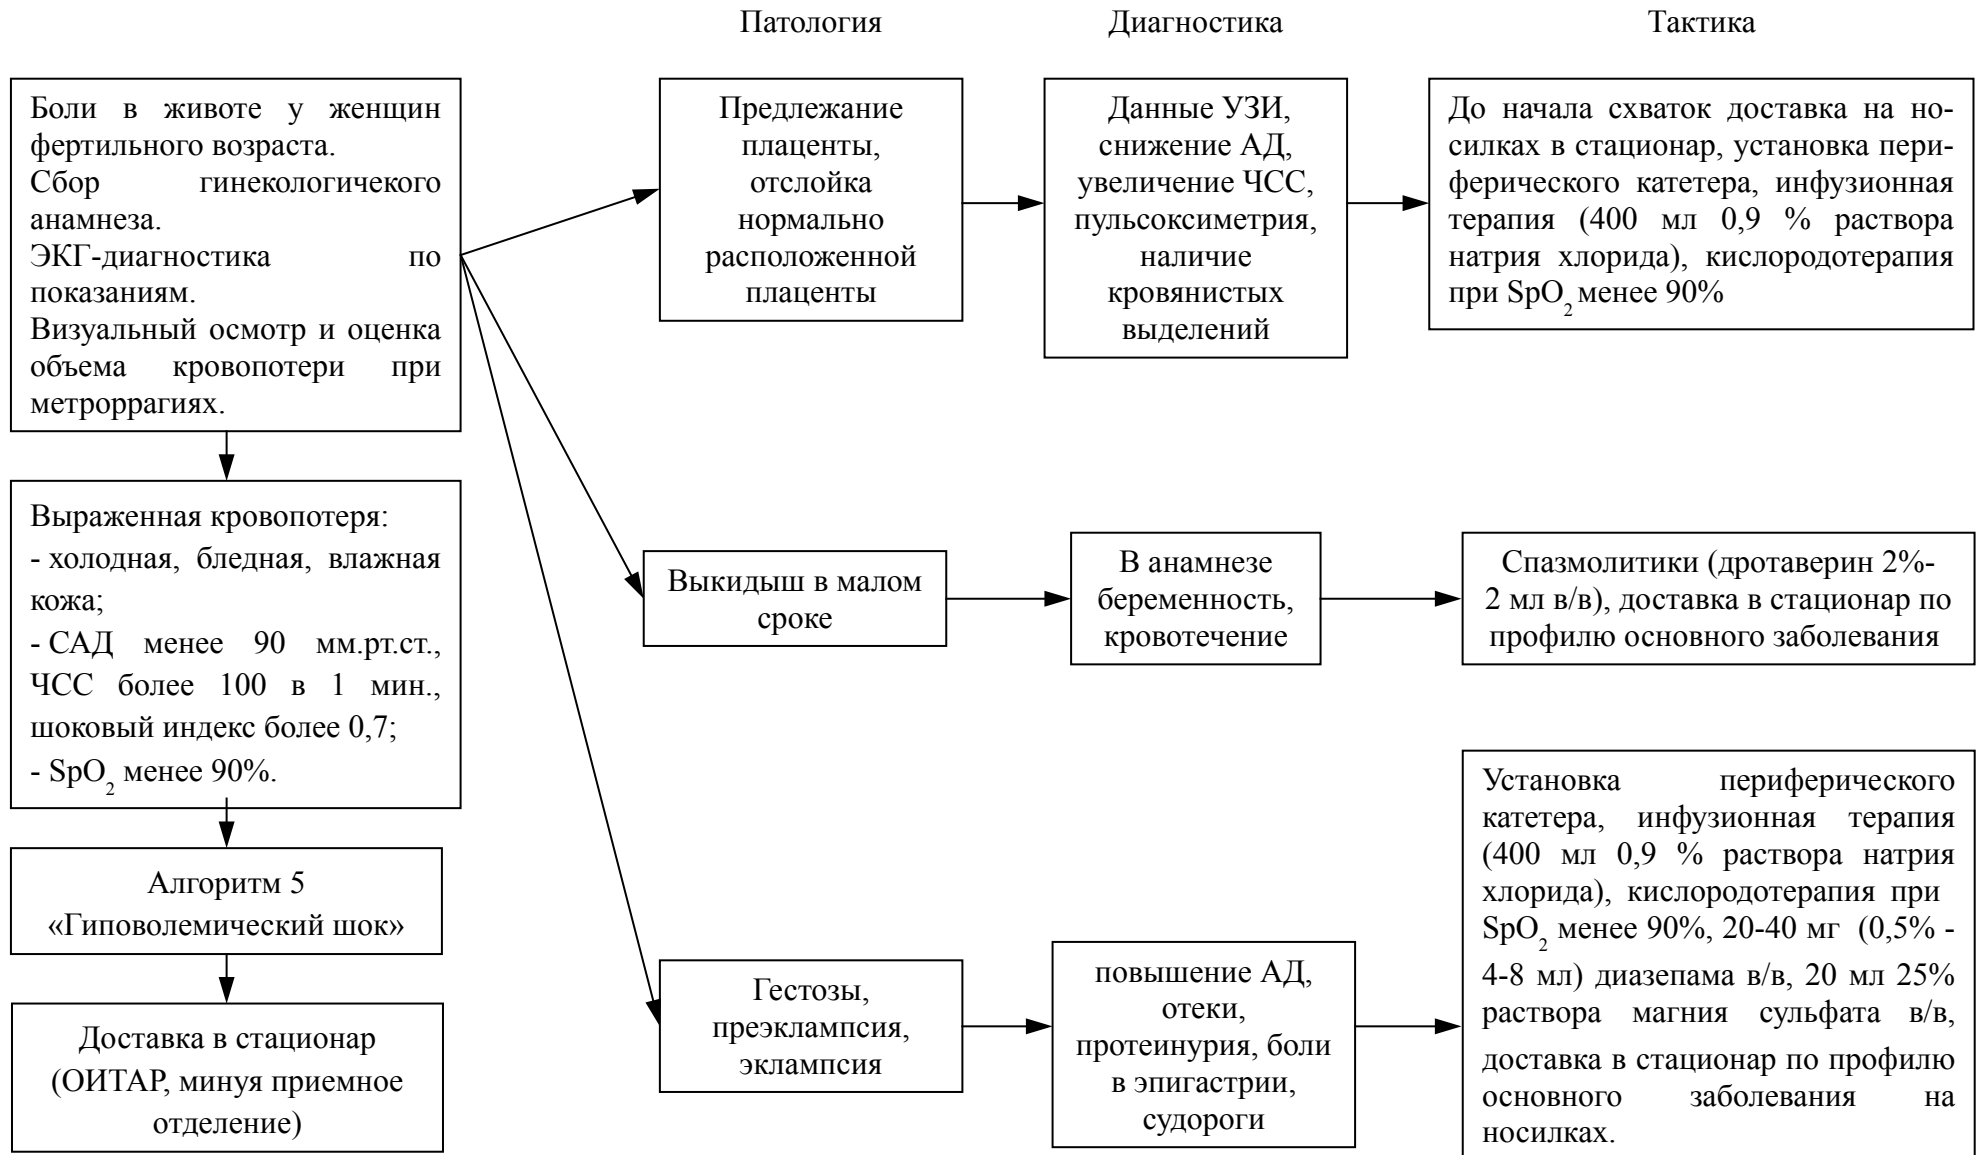 Патология
Диагностика
Тактика
Боли в животе у женщин
фертильного возраста.
Сбор гинекологичекого
анамнеза.
ЭКГ-диагностика по
показаниям.
Визуальный осмотр и оценка
объема кровопотери при
метроррагиях.
Выраженная кровопотеря:
- холодная, бледная, влажная
кожа;
- САД менее 90 мм.рт.ст.,
ЧСС более 100 в 1 мин.,
шоковый индекс более 0,7;
- SpO₂ менее 90%.
Алгоритм 5
«Гиповолемический шок»
Доставка в стационар
(ОИТАР, минуя приемное
отделение)
Предлежание
плаценты,
отслойка
нормально
расположенной
плаценты
Данные УЗИ,
снижение АД,
увеличение ЧСС,
пульсоксиметрия,
наличие
кровянистых
выделений
До начала схваток доставка на но-
силках в стационар, установка пери-
ферического катетера, инфузионная
терапия (400 мл 0,9 % раствора
натрия хлорида), кислородотерапия
при SpO₂ менее 90%
Выкидыш в малом
сроке
В анамнезе
беременность,
кровотечение
Спазмолитики (дротаверин 2%-
2 мл в/в), доставка в стационар по
профилю основного заболевания
Гестозы,
преэклампсия,
эклампсия
повышение АД,
отеки,
протеинурия, боли
в эпигастрии,
судороги
Установка периферического
катетера, инфузионная терапия
(400 мл 0,9 % раствора натрия
хлорида), кислородотерапия при
SpO₂ менее 90%, 20-40 мг (0,5% -
4-8 мл) диазепама в/в, 20 мл 25%
раствора магния сульфата в/в,
доставка в стационар по профилю
основного заболевания на
носилках.